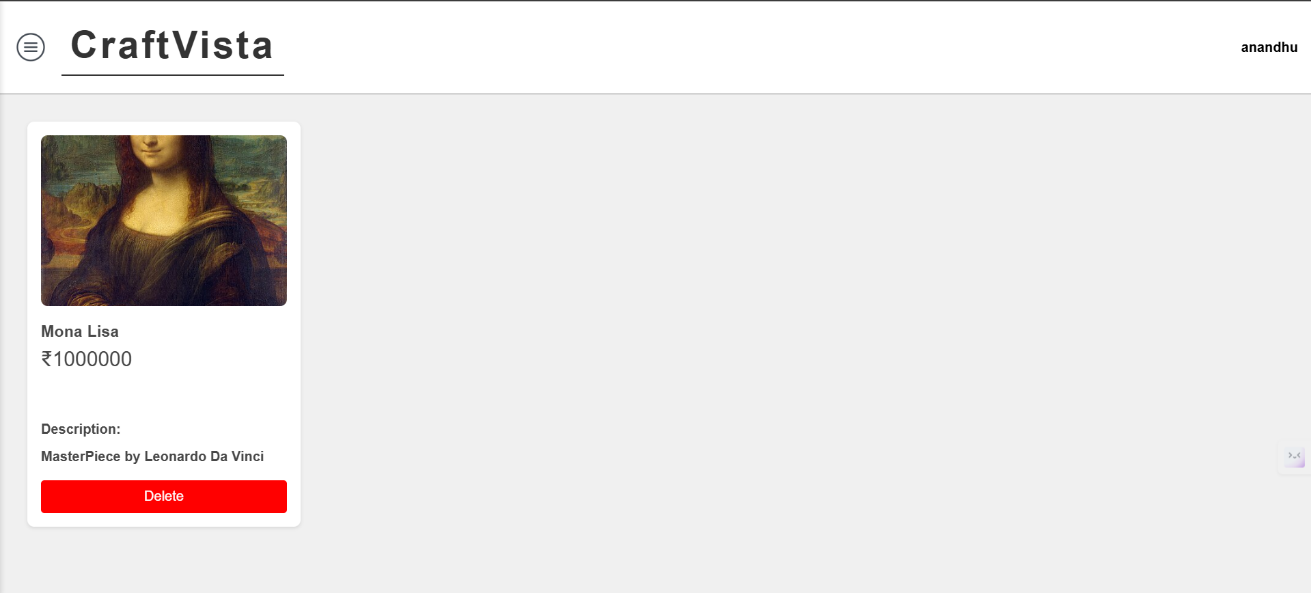 CraftVista
anandhu
Mona Lisa
₹1000000
Description:
MasterPiece by Leonardo Da Vinci
Delete